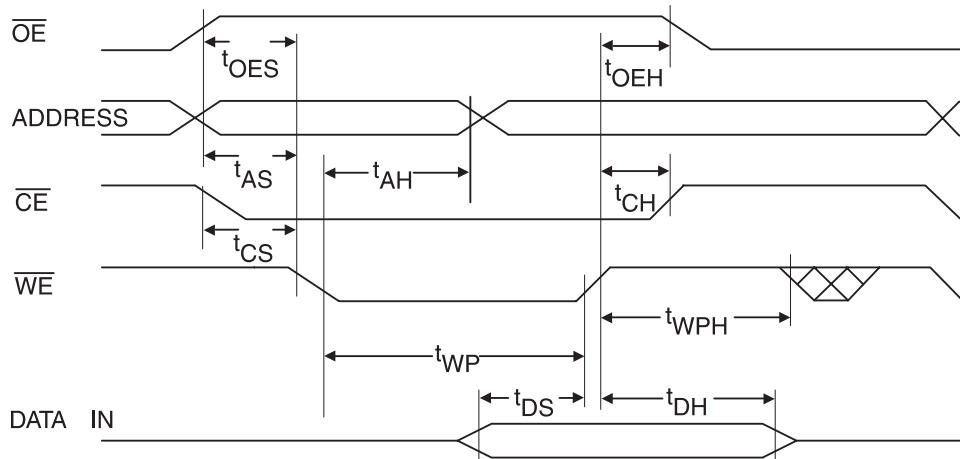 OE
tOES
tOEH
ADDRESS
tAS
tAH
CE
tCH
tCS
WE
tWPH
tWP
tDS
tDH
DATA IN